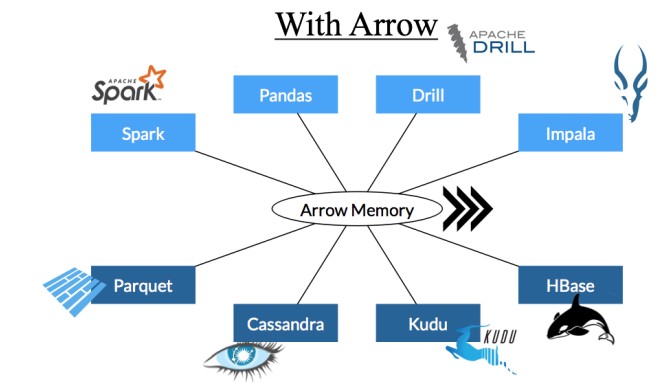 With Arrow
APACHE
DRILL
APACHE
Spark
Pandas
Drill
Spark
Impala
Arrow Memory
Parquet
HBase
Cassandra
Kudu
KUDU